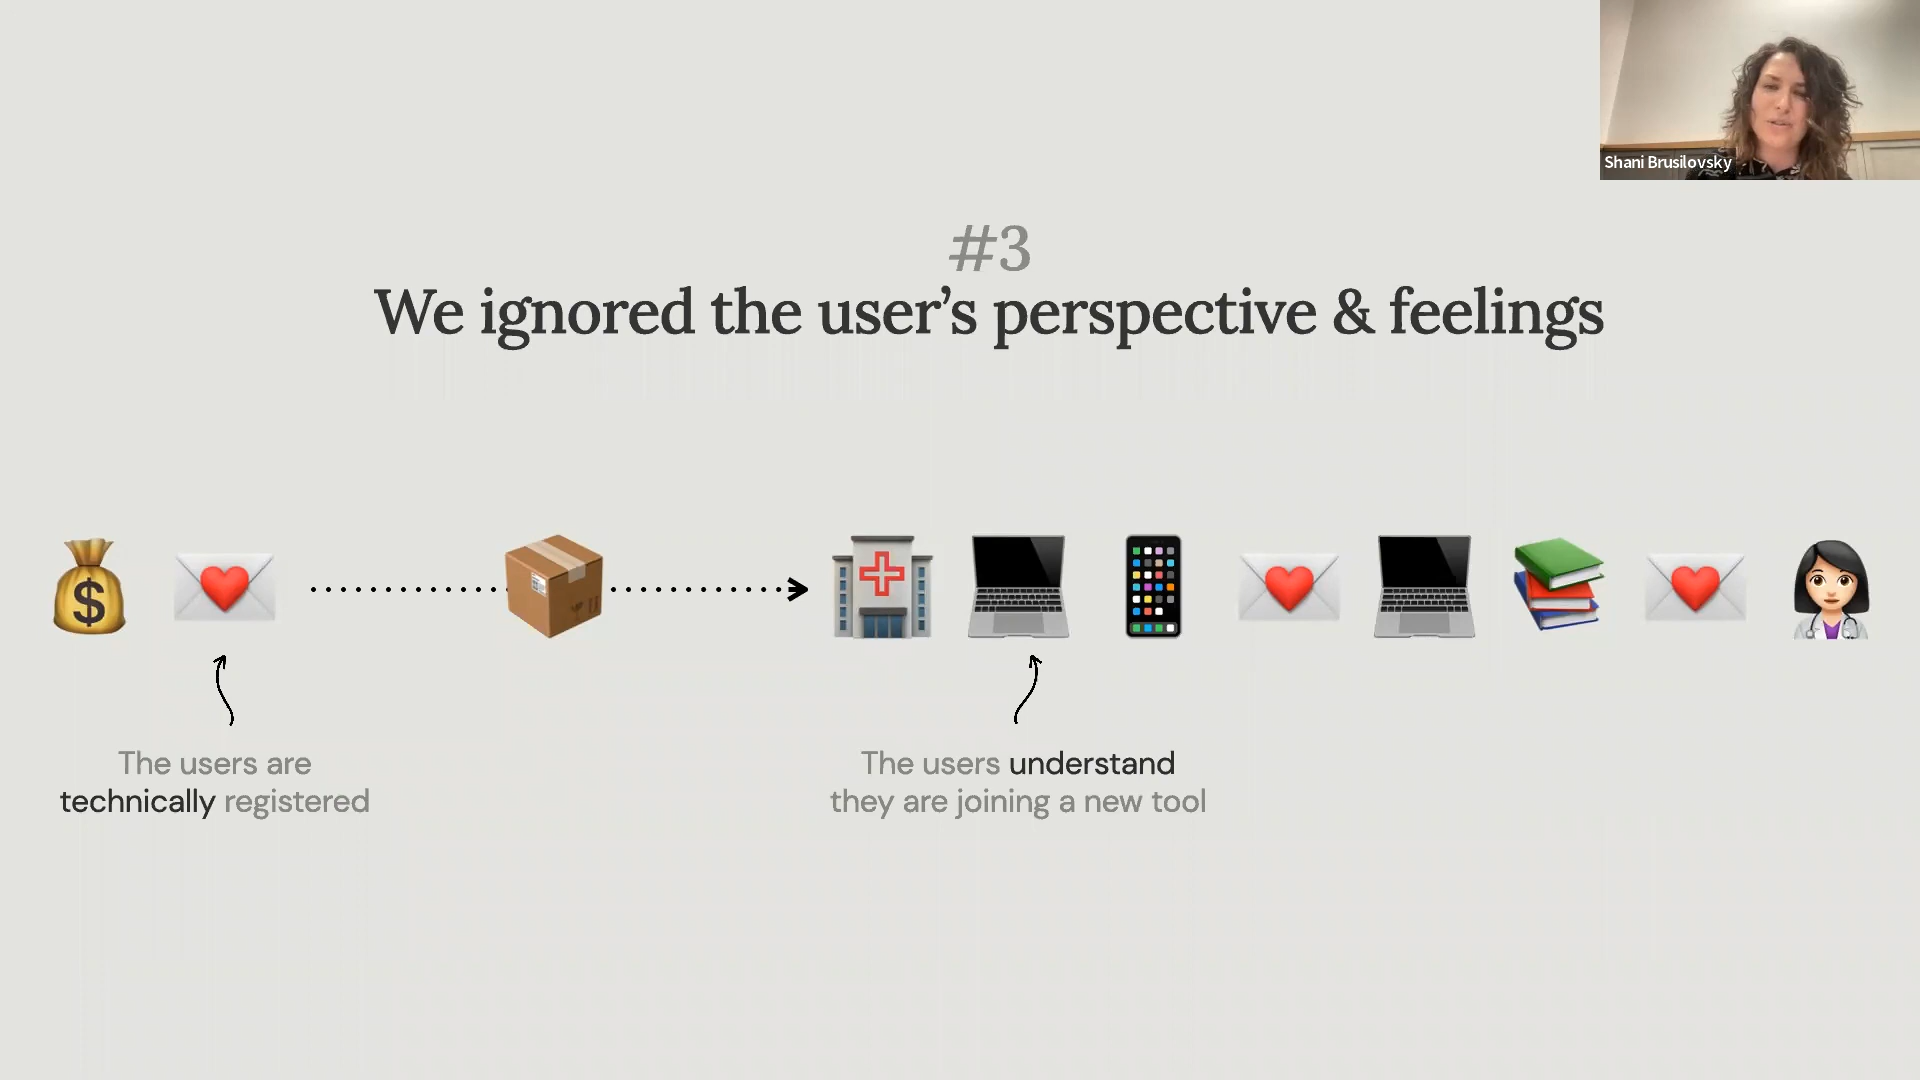 Shani Brusilovsky
#3
We ignored the user’s perspective & feelings
$
The users are
technically registered
The users understand
they are joining a new tool